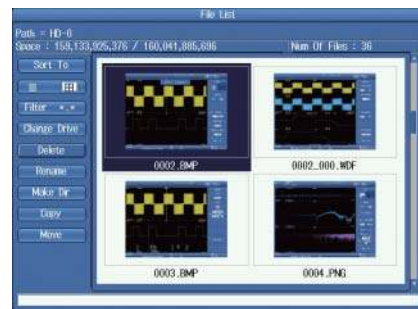 File List
Path = HD-0
Space : 159,133,925,376 / 160,041,885,696
Num Of Files : 36
Sort To
Filter *.*
Change Drive
Delete
Rename
Make Dir
Copy
Move
0002.BMP
0002_000.WDF
0003.BMP
0004.PNG